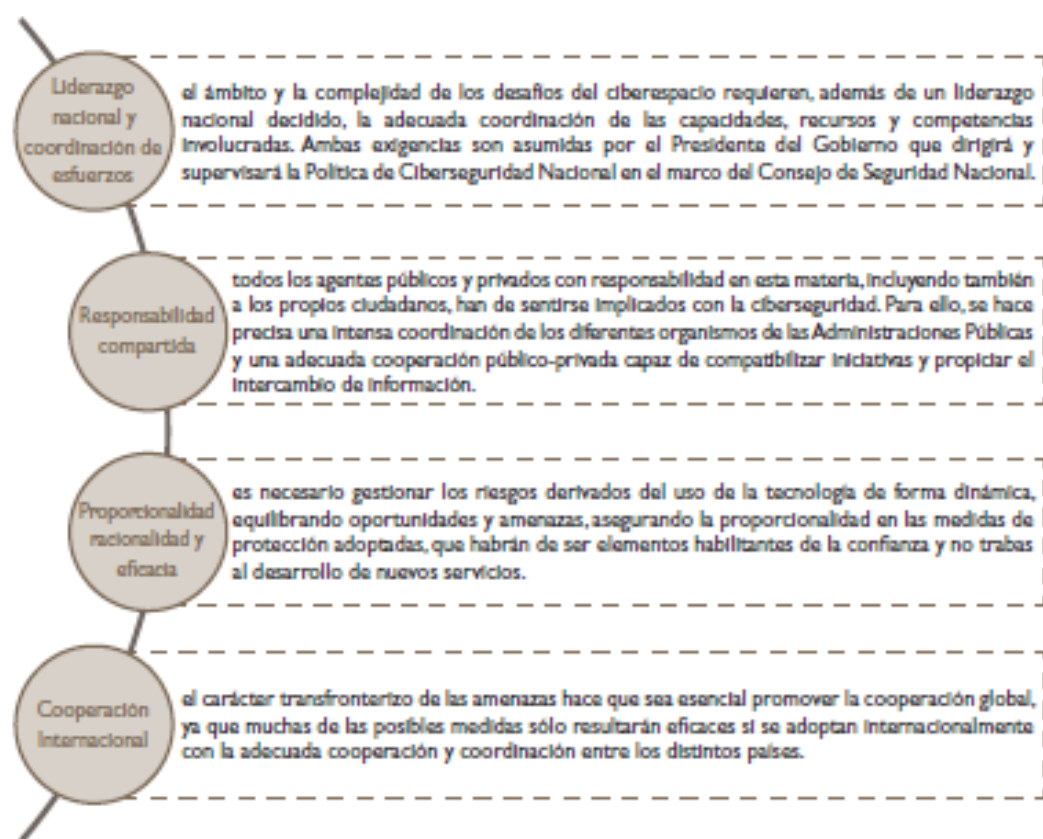 Liderazgo
nacional y
coordinación de
esfuerzos
el ámbito y la complejidad de los desafíos del ciberespacio requieren, además de un liderazgo
nacional decidido, la adecuada coordinación de las capacidades, recursos y competencias
involucradas. Ambas exigencias son asumidas por el Presidente del Gobierno que dirigirá y
supervisará la Política de Ciberseguridad Nacional en el marco del Consejo de Seguridad Nacional.
Responsabilidad
compartida
todos los agentes públicos y privados con responsabilidad en esta materia, incluyendo también
a los propios ciudadanos, han de sentirse implicados con la ciberseguridad. Para ello, se hace
precisa una intensa coordinación de los diferentes organismos de las Administraciones Públicas
y una adecuada cooperación público-privada capaz de compatibilizar iniciativas y propiciar el
intercambio de información.
Proporcionalidad
racionalidad y
eficacia
es necesario gestionar los riesgos derivados del uso de la tecnología de forma dinámica,
equilibrando oportunidades y amenazas, asegurando la proporcionalidad en las medidas de
protección adoptadas, que habrán de ser elementos habilitantes de la confianza y no trabas
al desarrollo de nuevos servicios.
Cooperación
Internacional
el carácter transfronterizo de las amenazas hace que sea esencial promover la cooperación global,
ya que muchas de las posibles medidas sólo resultarán eficaces si se adoptan internacionalmente
con la adecuada cooperación y coordinación entre los distintos países.